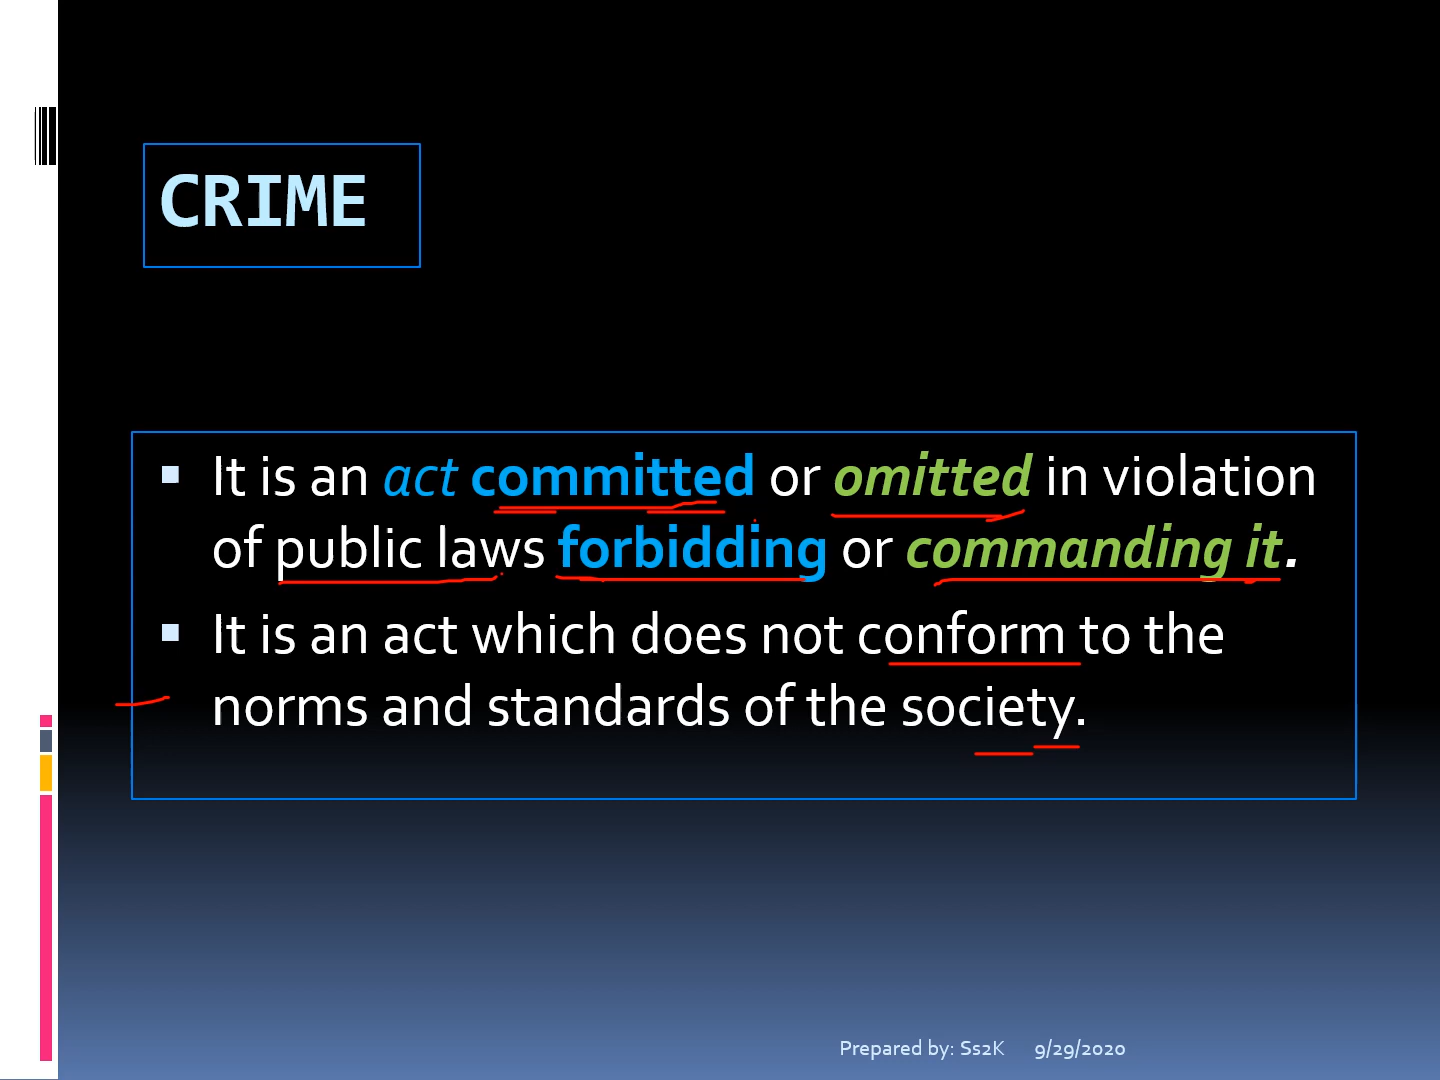 CRIME
It is an act committed or omitted in violation
of public laws forbidding or commanding it.
It is an act which does not conform to the
norms and standards of the society.
Prepared by: Ss2K 9/29/2020